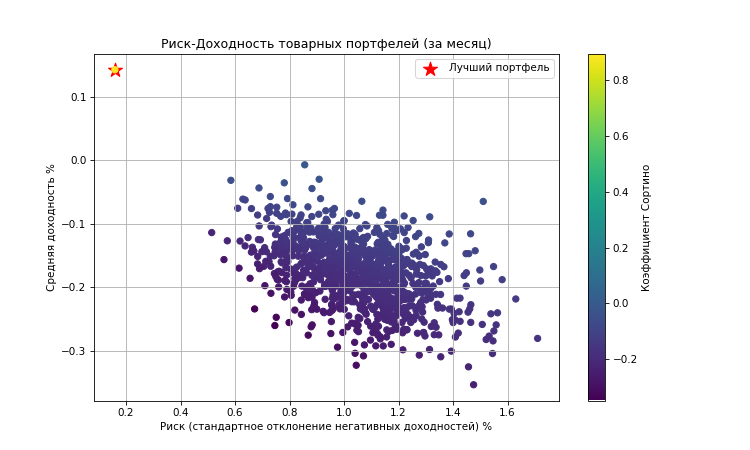 Риск-Доходность товарных портфелей (за месяц)
Лучший портфель
Средняя доходность %
0.1
0.0
−0.1
−0.2
−0.3
0.2 0.4 0.6 0.8 1.0 1.2 1.4 1.6
Риск (стандартное отклонение негативных доходностей) %
0.8
0.6
0.4
0.2
0.0
−0.2
Коэффициент Сортино